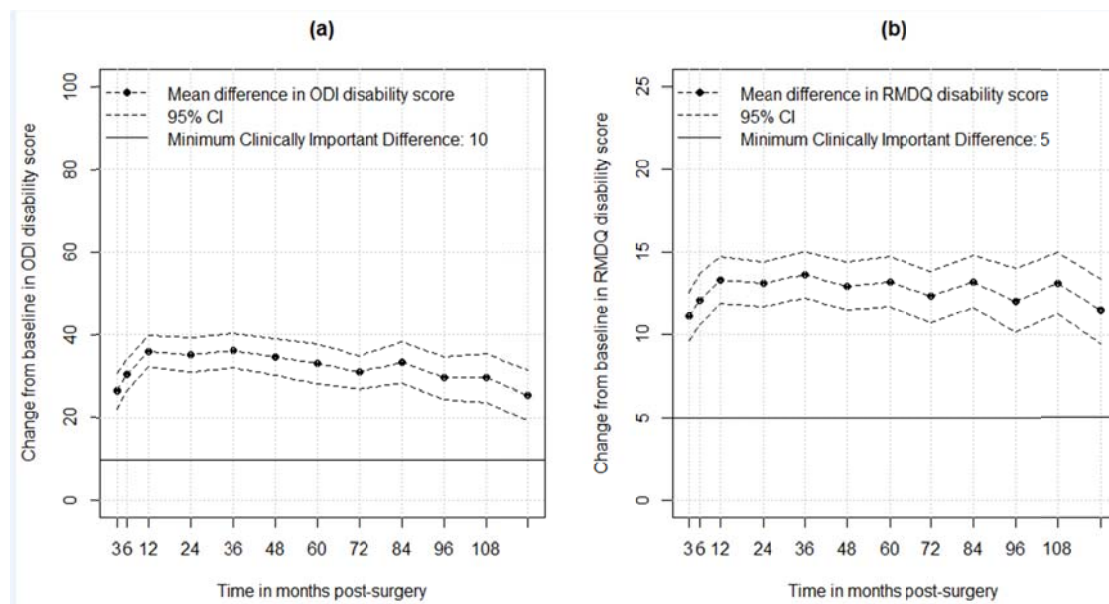 (a)
Mean difference in ODI disability score
95% CI
Minimum Clinically Important Difference: 10
Change from baseline in ODI disability score
100
80
60
40
20
0
3 6 12 24 36 48 60 72 84 96 108
Time in months post-surgery
(b)
Mean difference in RMDQ disability score
95% CI
Minimum Clinically Important Difference: 5
Change from baseline in RMDQ disability score
25
20
15
10
5
0
3 6 12 24 36 48 60 72 84 96 108
Time in months post-surgery